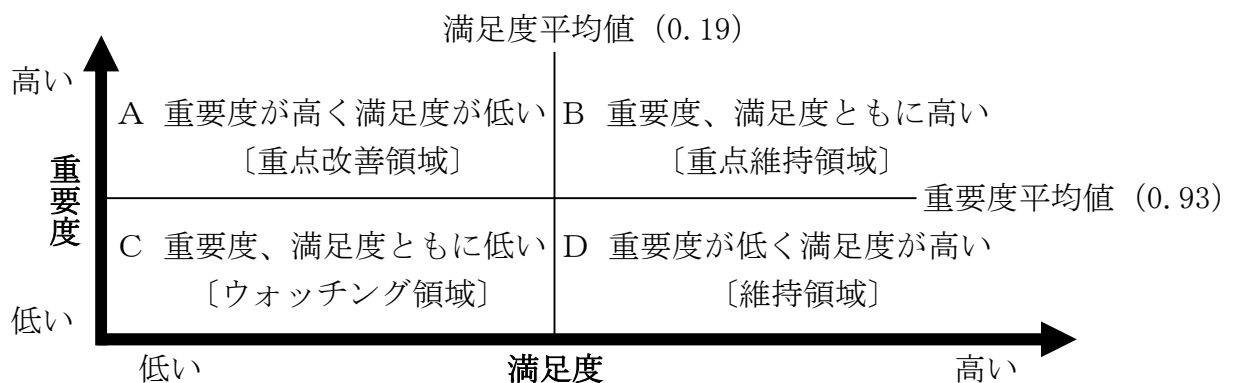 満足度平均値（0.19）
高い
A 重要度が高く満足度が低い
〔重点改善領域〕
B 重要度、満足度ともに高い
〔重点維持領域〕
重要度
重要度平均値（0.93）
C 重要度、満足度ともに低い
〔ウォッチング領域〕
D 重要度が低く満足度が高い
〔維持領域〕
低い
低い
満足度
高い